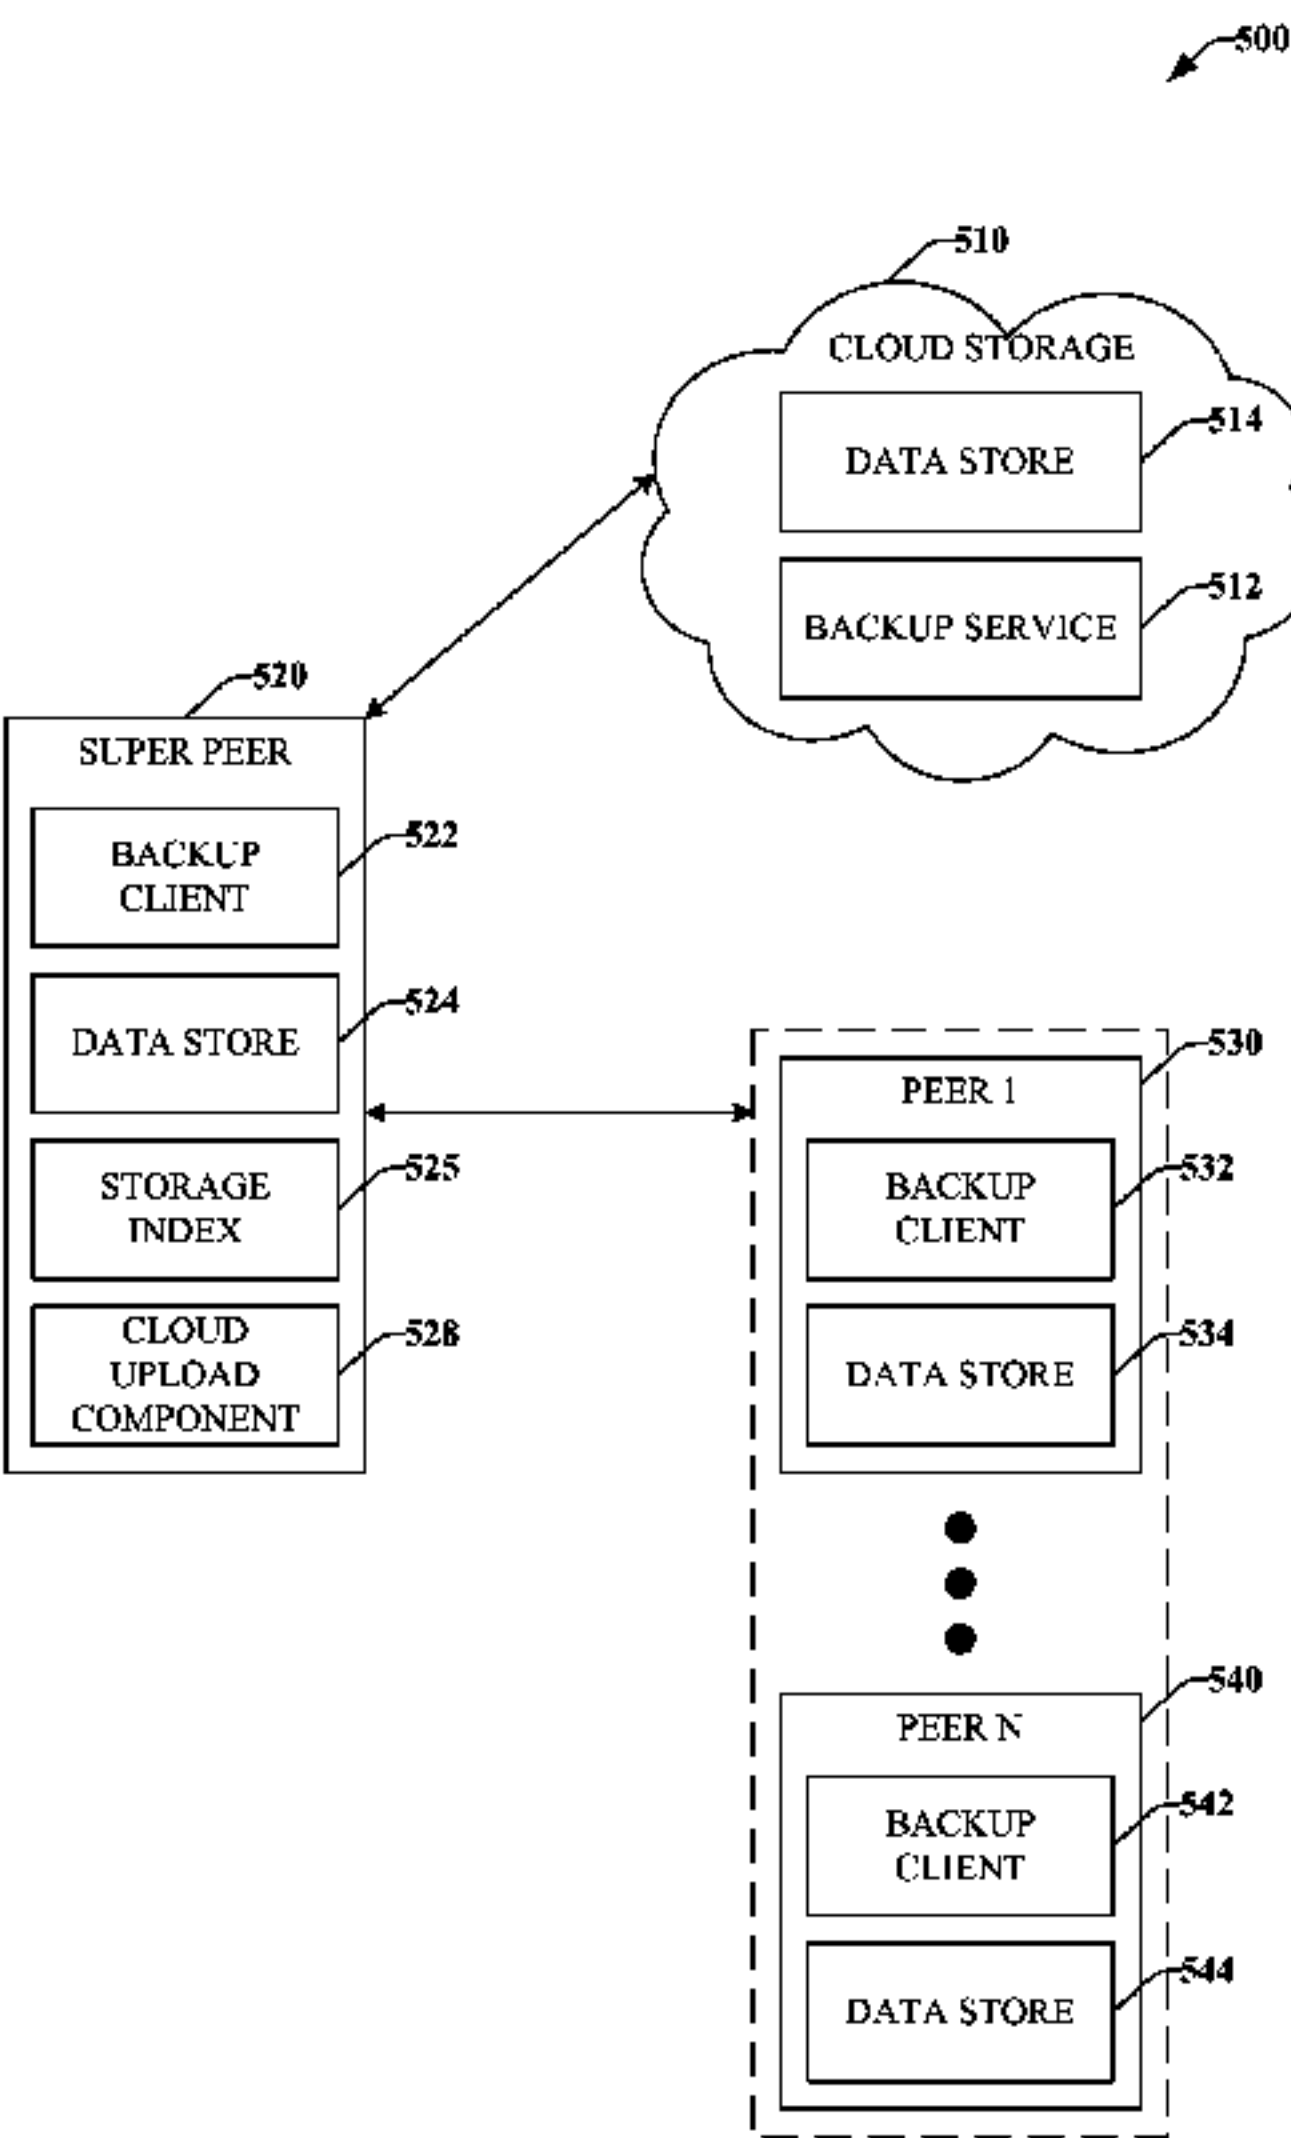 500
510
CLOUD STORAGE
514
DATA STORE
512
BACKUP SERVICE
520
SUPER PEER
522
BACKUP
CLIENT
524
DATA STORE
525
STORAGE
INDEX
528
CLOUD
UPLOAD
COMPONENT
530
PEER 1
532
BACKUP
CLIENT
534
DATA STORE
540
PEER N
542
BACKUP
CLIENT
544
DATA STORE